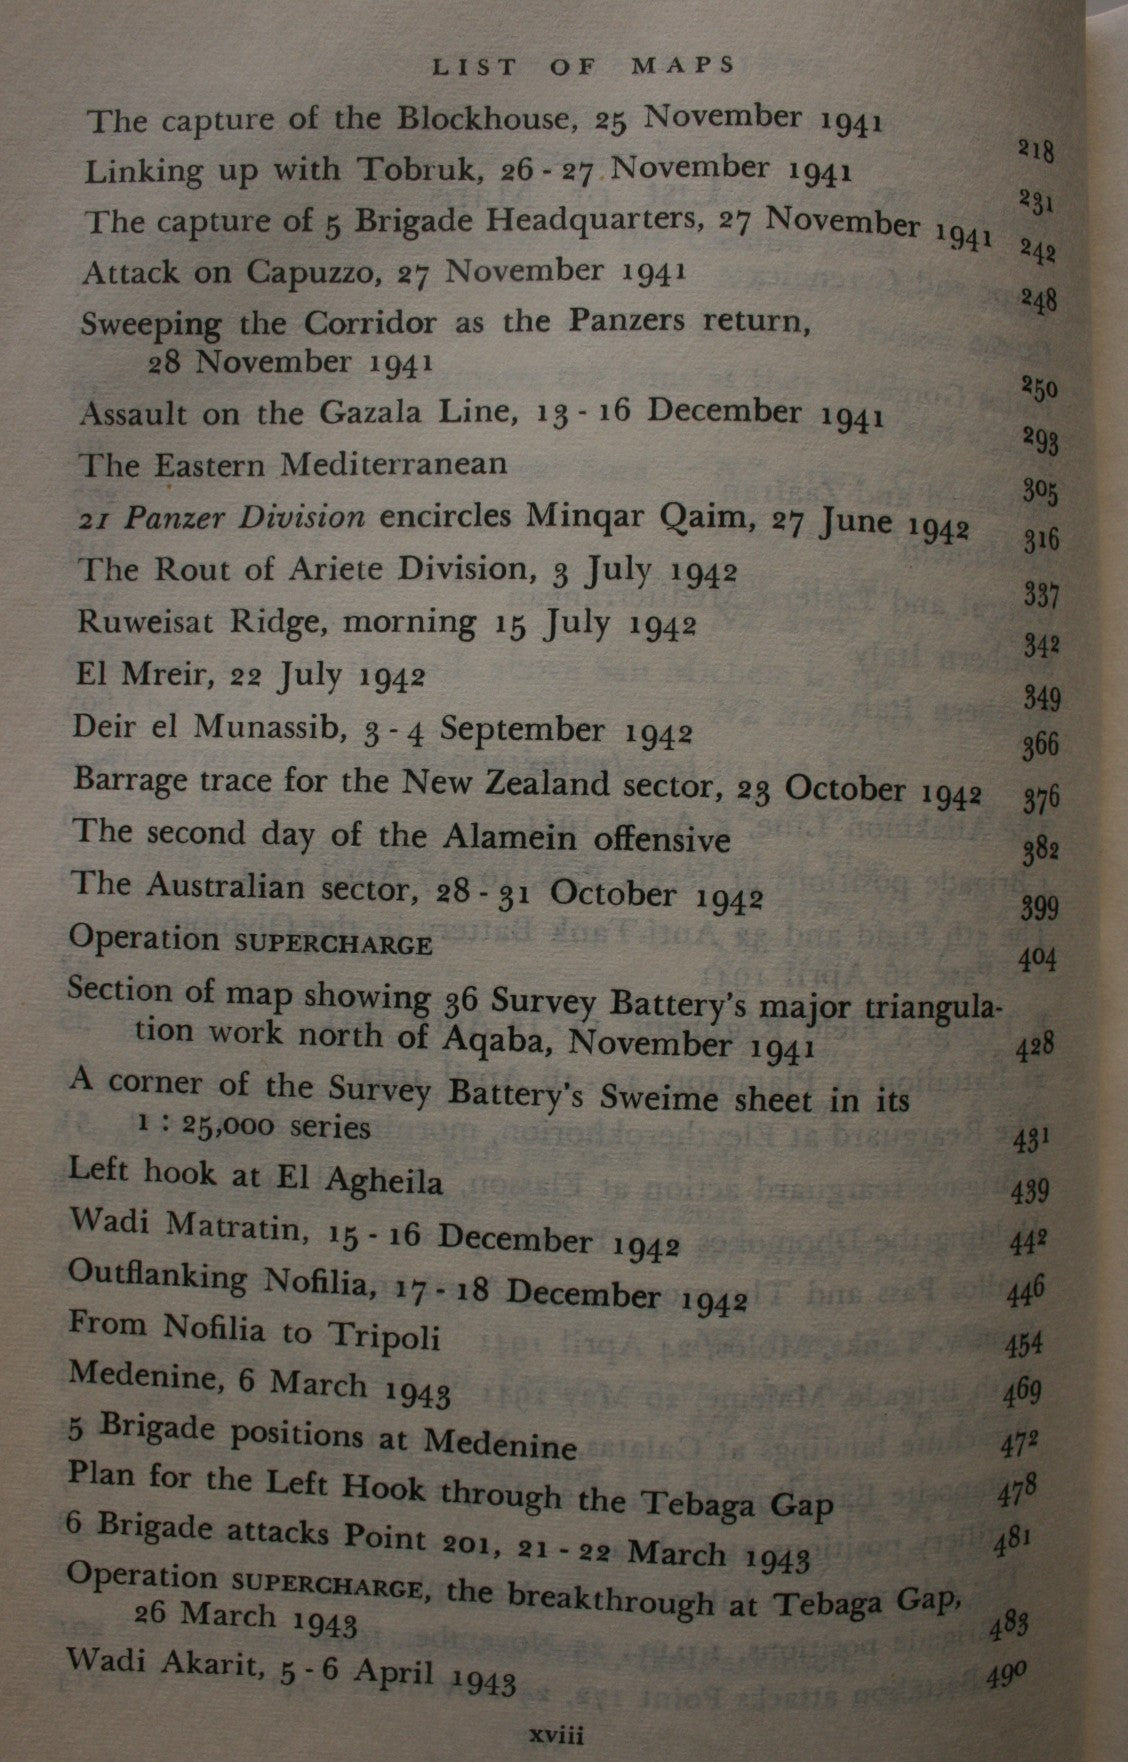 LIST OF MAPS
The capture of the Blockhouse, 25 November 1941 218
Linking up with Tobruk, 26 - 27 November 1941 231
The capture of 5 Brigade Headquarters, 27 November 1941 242
Attack on Capuzzo, 27 November 1941 248
Sweeping the Corridor as the Panzers return,
28 November 1941 250
Assault on the Gazala Line, 13 - 16 December 1941 293
The Eastern Mediterranean 305
21 Panzer Division encircles Minqar Qaim, 27 June 1942 316
The Rout of Ariete Division, 3 July 1942 337
Ruweisat Ridge, morning 15 July 1942 342
El Mreir, 22 July 1942 349
Deir el Munassib, 3 - 4 September 1942 366
Barrage trace for the New Zealand sector, 23 October 1942 376
The second day of the Alamein offensive 382
The Australian sector, 28 - 31 October 1942 399
Operation SUPERCHARGE 404
Section of map showing 36 Survey Battery's major triangula-
tion work north of Aqaba, November 1941 428
A corner of the Survey Battery's Sweime sheet in its
1 : 25,000 series 431
Left hook at El Agheila 439
Wadi Matratin, 15 - 16 December 1942 442
Outflanking Nofilia, 17 - 18 December 1942 446
From Nofilia to Tripoli 454
Medenine, 6 March 1943 469
5 Brigade positions at Medenine 472
Plan for the Left Hook through the Tebaga Gap 478
6 Brigade attacks Point 201, 21 - 22 March 1943 481
Operation SUPERCHARGE, the breakthrough at Tebaga Gap,
26 March 1943 483
Wadi Akarit, 5 - 6 April 1943 490
xviii